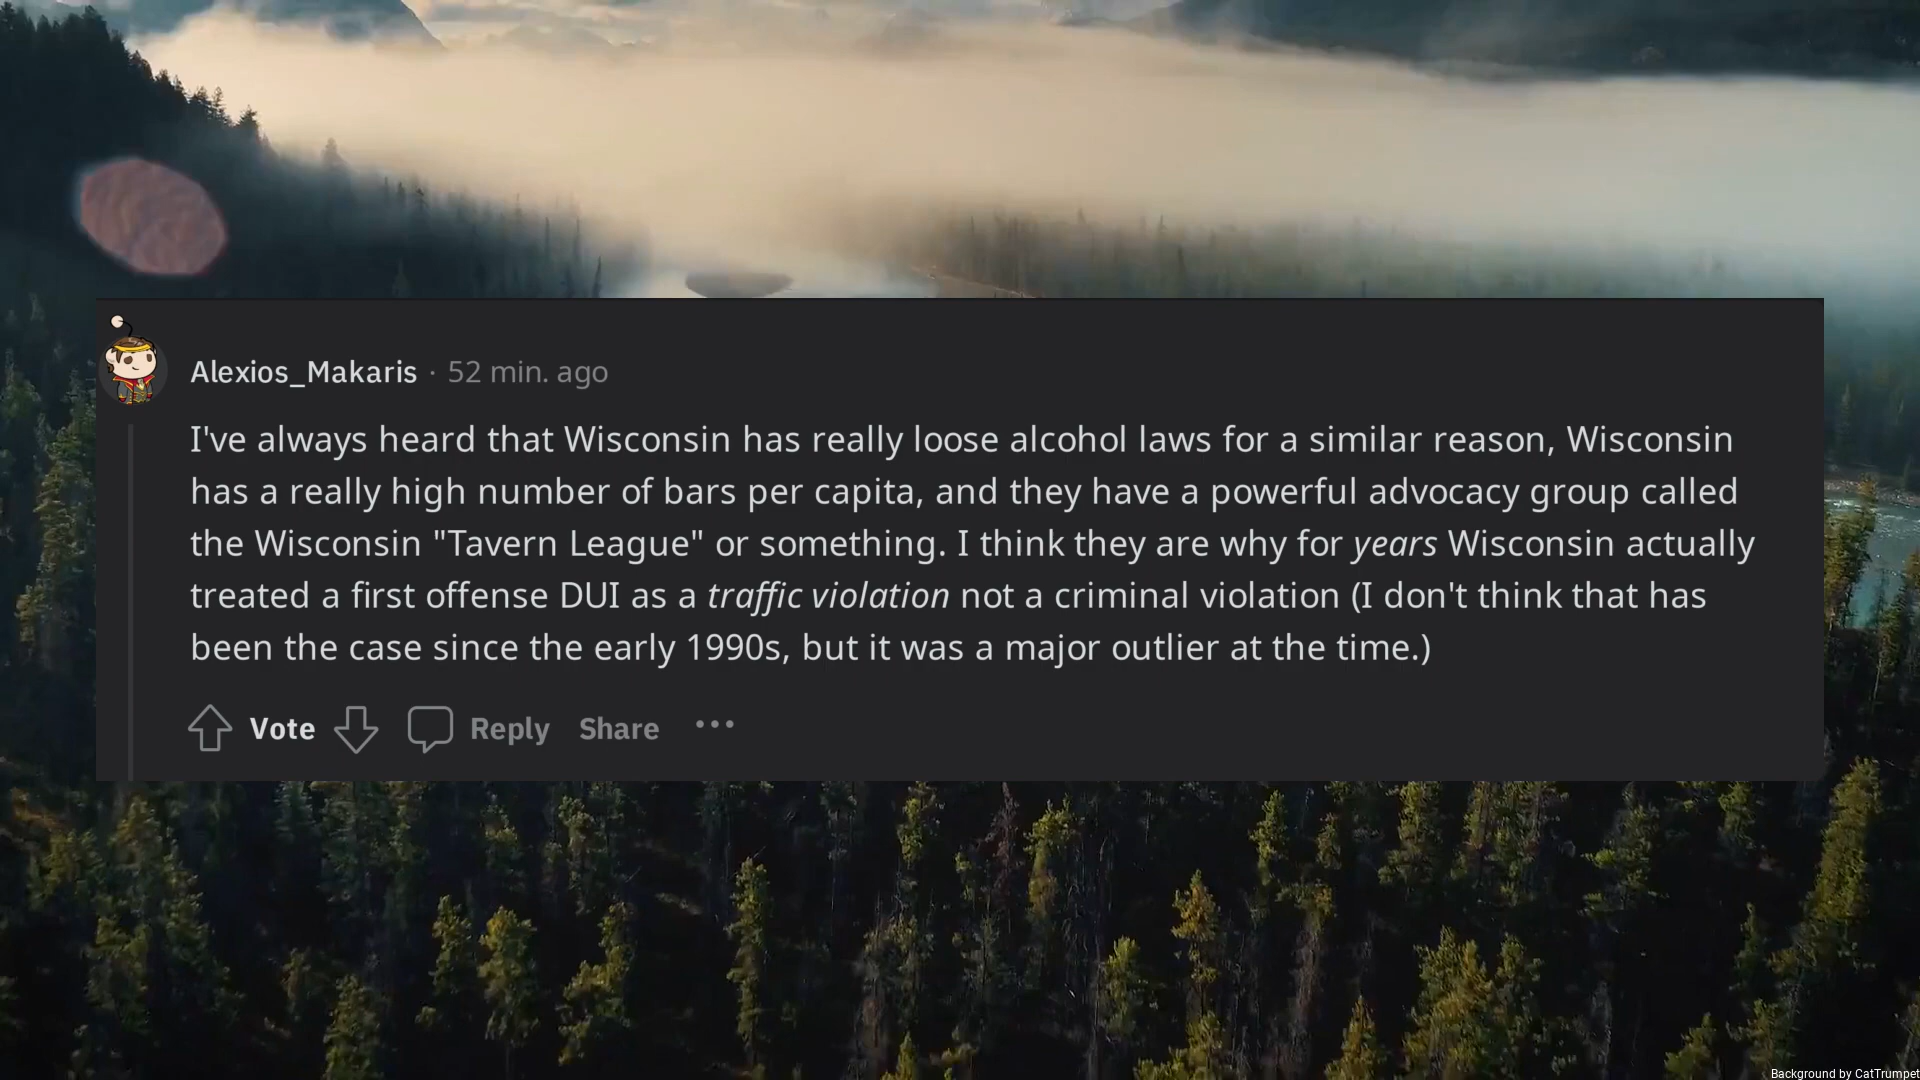 Alexios_Makaris · 52 min. ago
I've always heard that Wisconsin has really loose alcohol laws for a similar reason, Wisconsin
has a really high number of bars per capita, and they have a powerful advocacy group called
the Wisconsin "Tavern League" or something. I think they are why for years Wisconsin actually
treated a first offense DUI as a traffic violation not a criminal violation (I don't think that has
been the case since the early 1990s, but it was a major outlier at the time.)
Vote Reply Share ···
Background by CatTrumpet